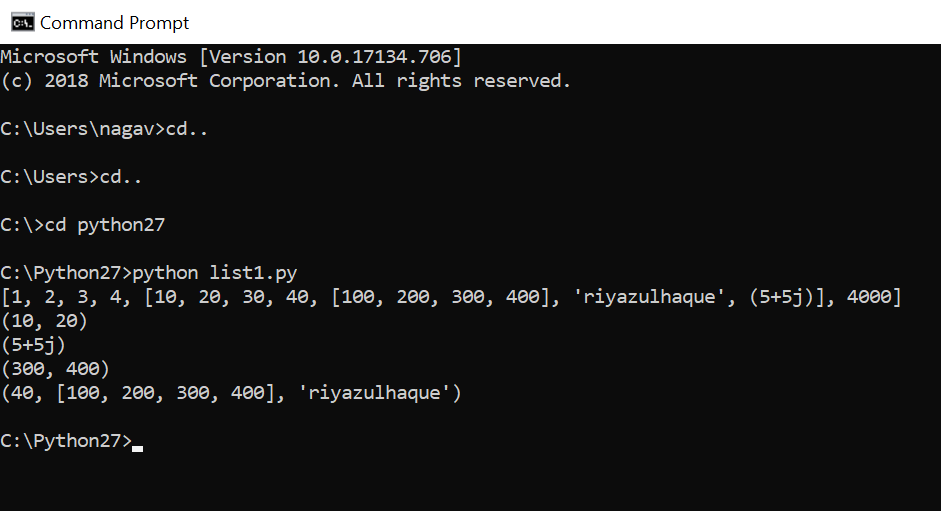 Command Prompt
Microsoft Windows [Version 10.0.17134.706]
(c) 2018 Microsoft Corporation. All rights reserved.
C:\Users\nagav>cd..
C:\Users>cd..
C:\>cd python27
C:\Python27>python list1.py
[1, 2, 3, 4, [10, 20, 30, 40, [100, 200, 300, 400], 'riyazulhaque', (5+5j)], 4000]
(10, 20)
(5+5j)
(300, 400)
(40, [100, 200, 300, 400], 'riyazulhaque')
C:\Python27>